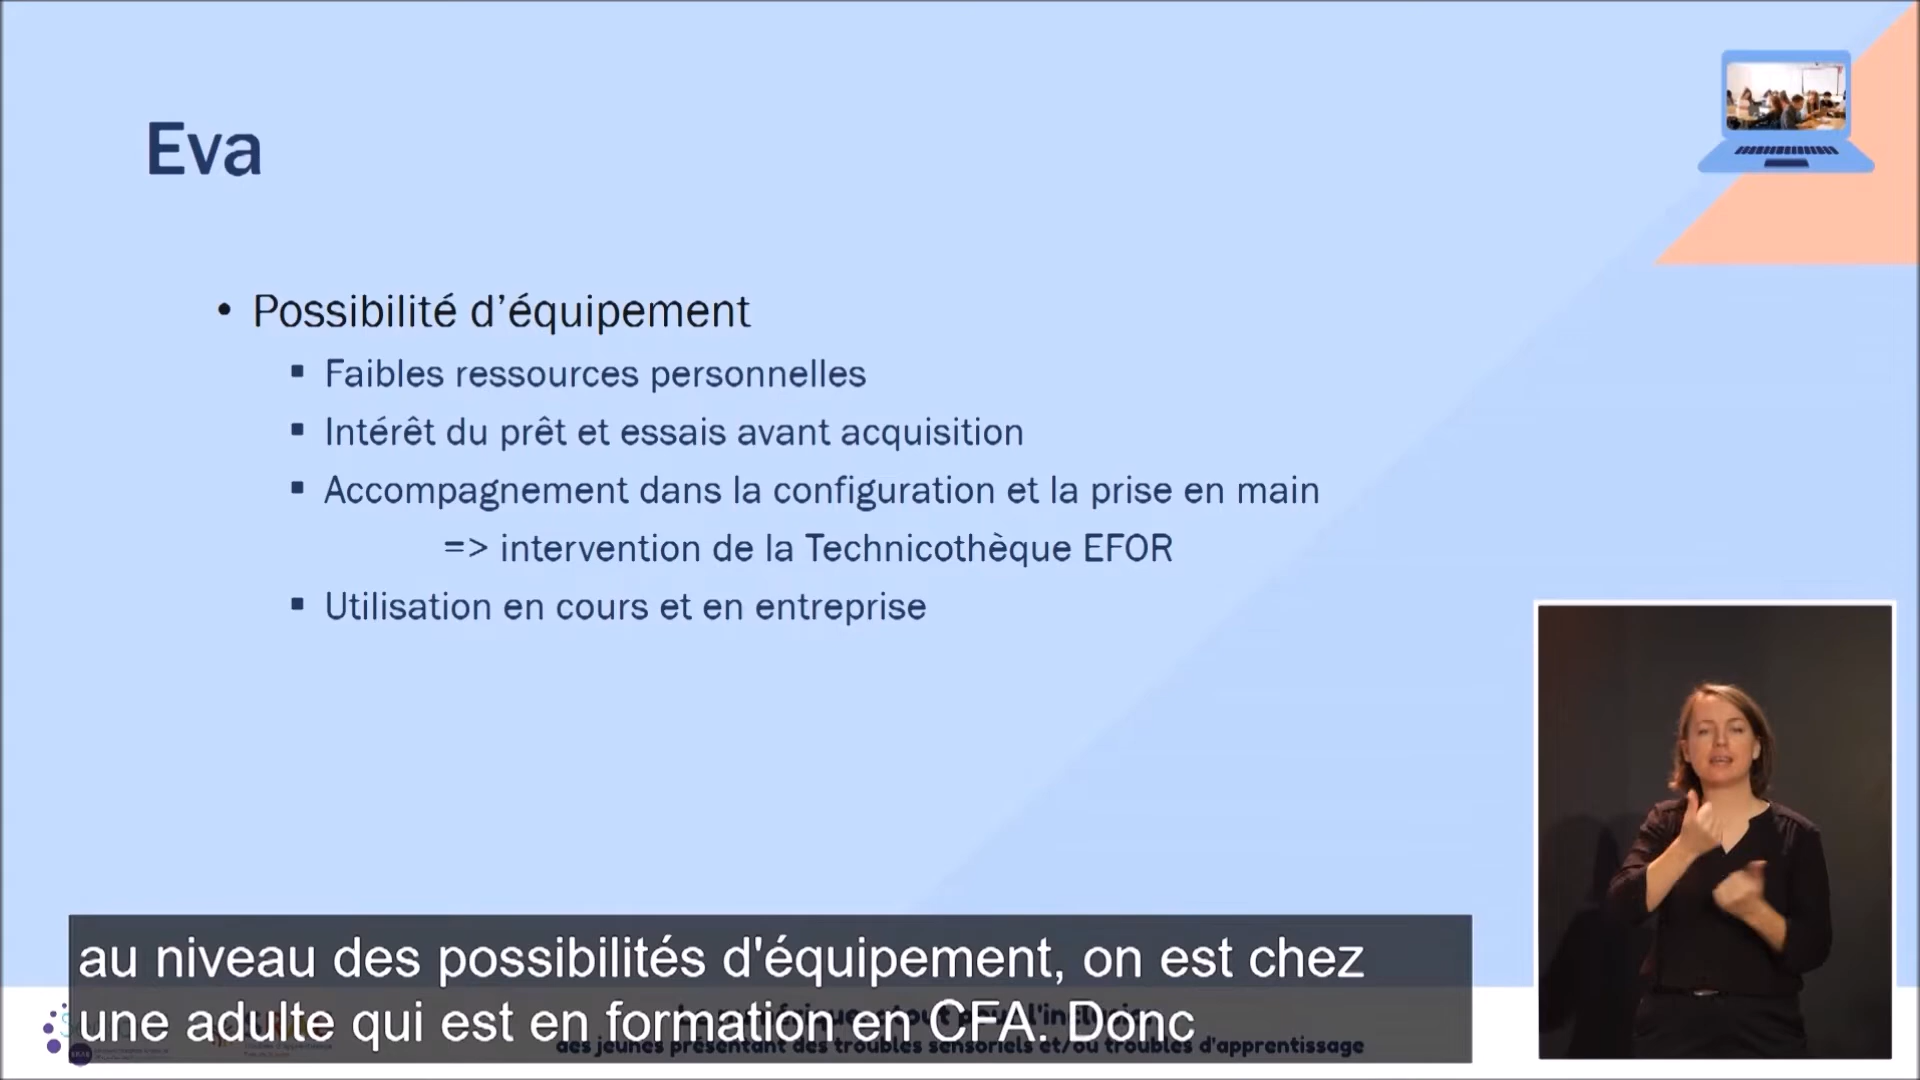 Eva
• Possibilité d’équipement
▪ Faibles ressources personnelles
▪ Intérêt du prêt et essais avant acquisition
▪ Accompagnement dans la configuration et la prise en main
=> intervention de la Technicothèque EFOR
▪ Utilisation en cours et en entreprise
au niveau des possibilités d'équipement, on est chez
une adulte qui est en formation en CFA. Donc
des jeunes présentant des troubles sensoriels et/ou troubles d'apprentissage